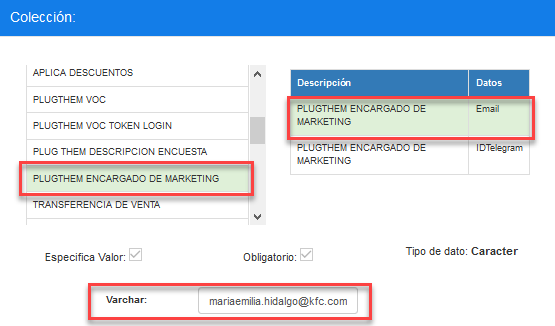 Colección:
APLICA DESCUENTOS
PLUGTHEM VOC
PLUGTHEM VOC TOKEN LOGIN
PLUG THEM DESCRIPCION ENCUESTA
PLUGTHEM ENCARGADO DE MARKETING
TRANSFERENCIA DE VENTA
Descripción Datos
PLUGTHEM ENCARGADO DE Email
MARKETING
PLUGTHEM ENCARGADO DE IDTelegram
MARKETING
Especifica Valor: Obligatorio: Tipo de dato: Caracter
Varchar: mariaemilia.hidalgo@kfc.com